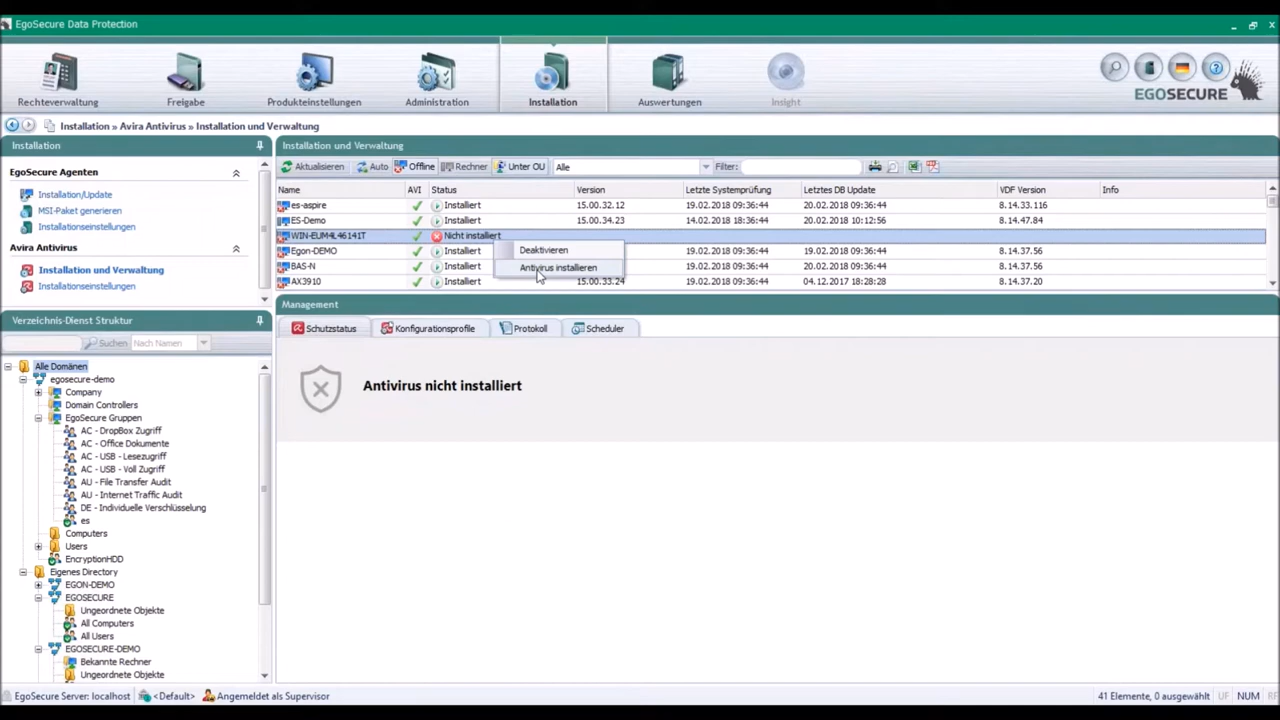 EgoSecure Data Protection
Rechteverwaltung
Freigabe
Produkteinstellungen
Administration
Installation
Auswertungen
Insight
EGOSECURE
Installation » Avira Antivirus » Installation und Verwaltung
Installation
EgoSecure Agenten
Installation/Update
MSI-Paket generieren
Installationseinstellungen
Avira Antivirus
Installation und Verwaltung
Installationseinstellungen
Verzeichnis-Dienst Struktur
Suchen Nach Namen
Alle Domänen
egosecure-demo
Company
Domain Controllers
EgoSecure Gruppen
AC - DropBox Zugriff
AC - Office Dokumente
AC - USB - Lesezugriff
AC - USB - Voll Zugriff
AU - File Transfer Audit
AU - Internet Traffic Audit
DE - Individuelle Verschlüsselung
es
Computers
Users
EncryptionHDD
Eigenes Directory
EGON-DEMO
EGOSECURE
Ungeordnete Objekte
All Computers
All Users
EGOSECURE-DEMO
Bekannte Rechner
Ungeordnete Objekte
Installation und Verwaltung
Aktualisieren Auto Offline Rechner Unter OU Alle Filter:
Name AVI Status Version Letzte Systemprüfung Letztes DB Update VDF Version Info
es-aspire Installiert 15.00.32.12 19.02.2018 09:36:44 20.02.2018 09:36:44 8.14.33.116
ES-Demo Installiert 15.00.34.23 14.02.2018 18:36:44 20.02.2018 10:12:56 8.14.47.84
WIN-EUM4L46141T Nicht installiert
Egon-DEMO Installiert 19.02.2018 09:36:44 20.02.2018 09:36:44 8.14.37.56
BAS-N Installiert 19.02.2018 09:36:44 20.02.2018 09:36:44 8.14.37.56
AX3910 Installiert 15.00.33.24 19.02.2018 09:36:44 04.12.2017 18:28:28 8.14.37.20
Deaktivieren
Antivirus installieren
Management
Schutzstatus Konfigurationsprofile Protokoll Scheduler
Antivirus nicht installiert
EgoSecure Server: localhost <Default> Angemeldet als Supervisor 41 Elemente, 0 ausgewählt UF NUM RF